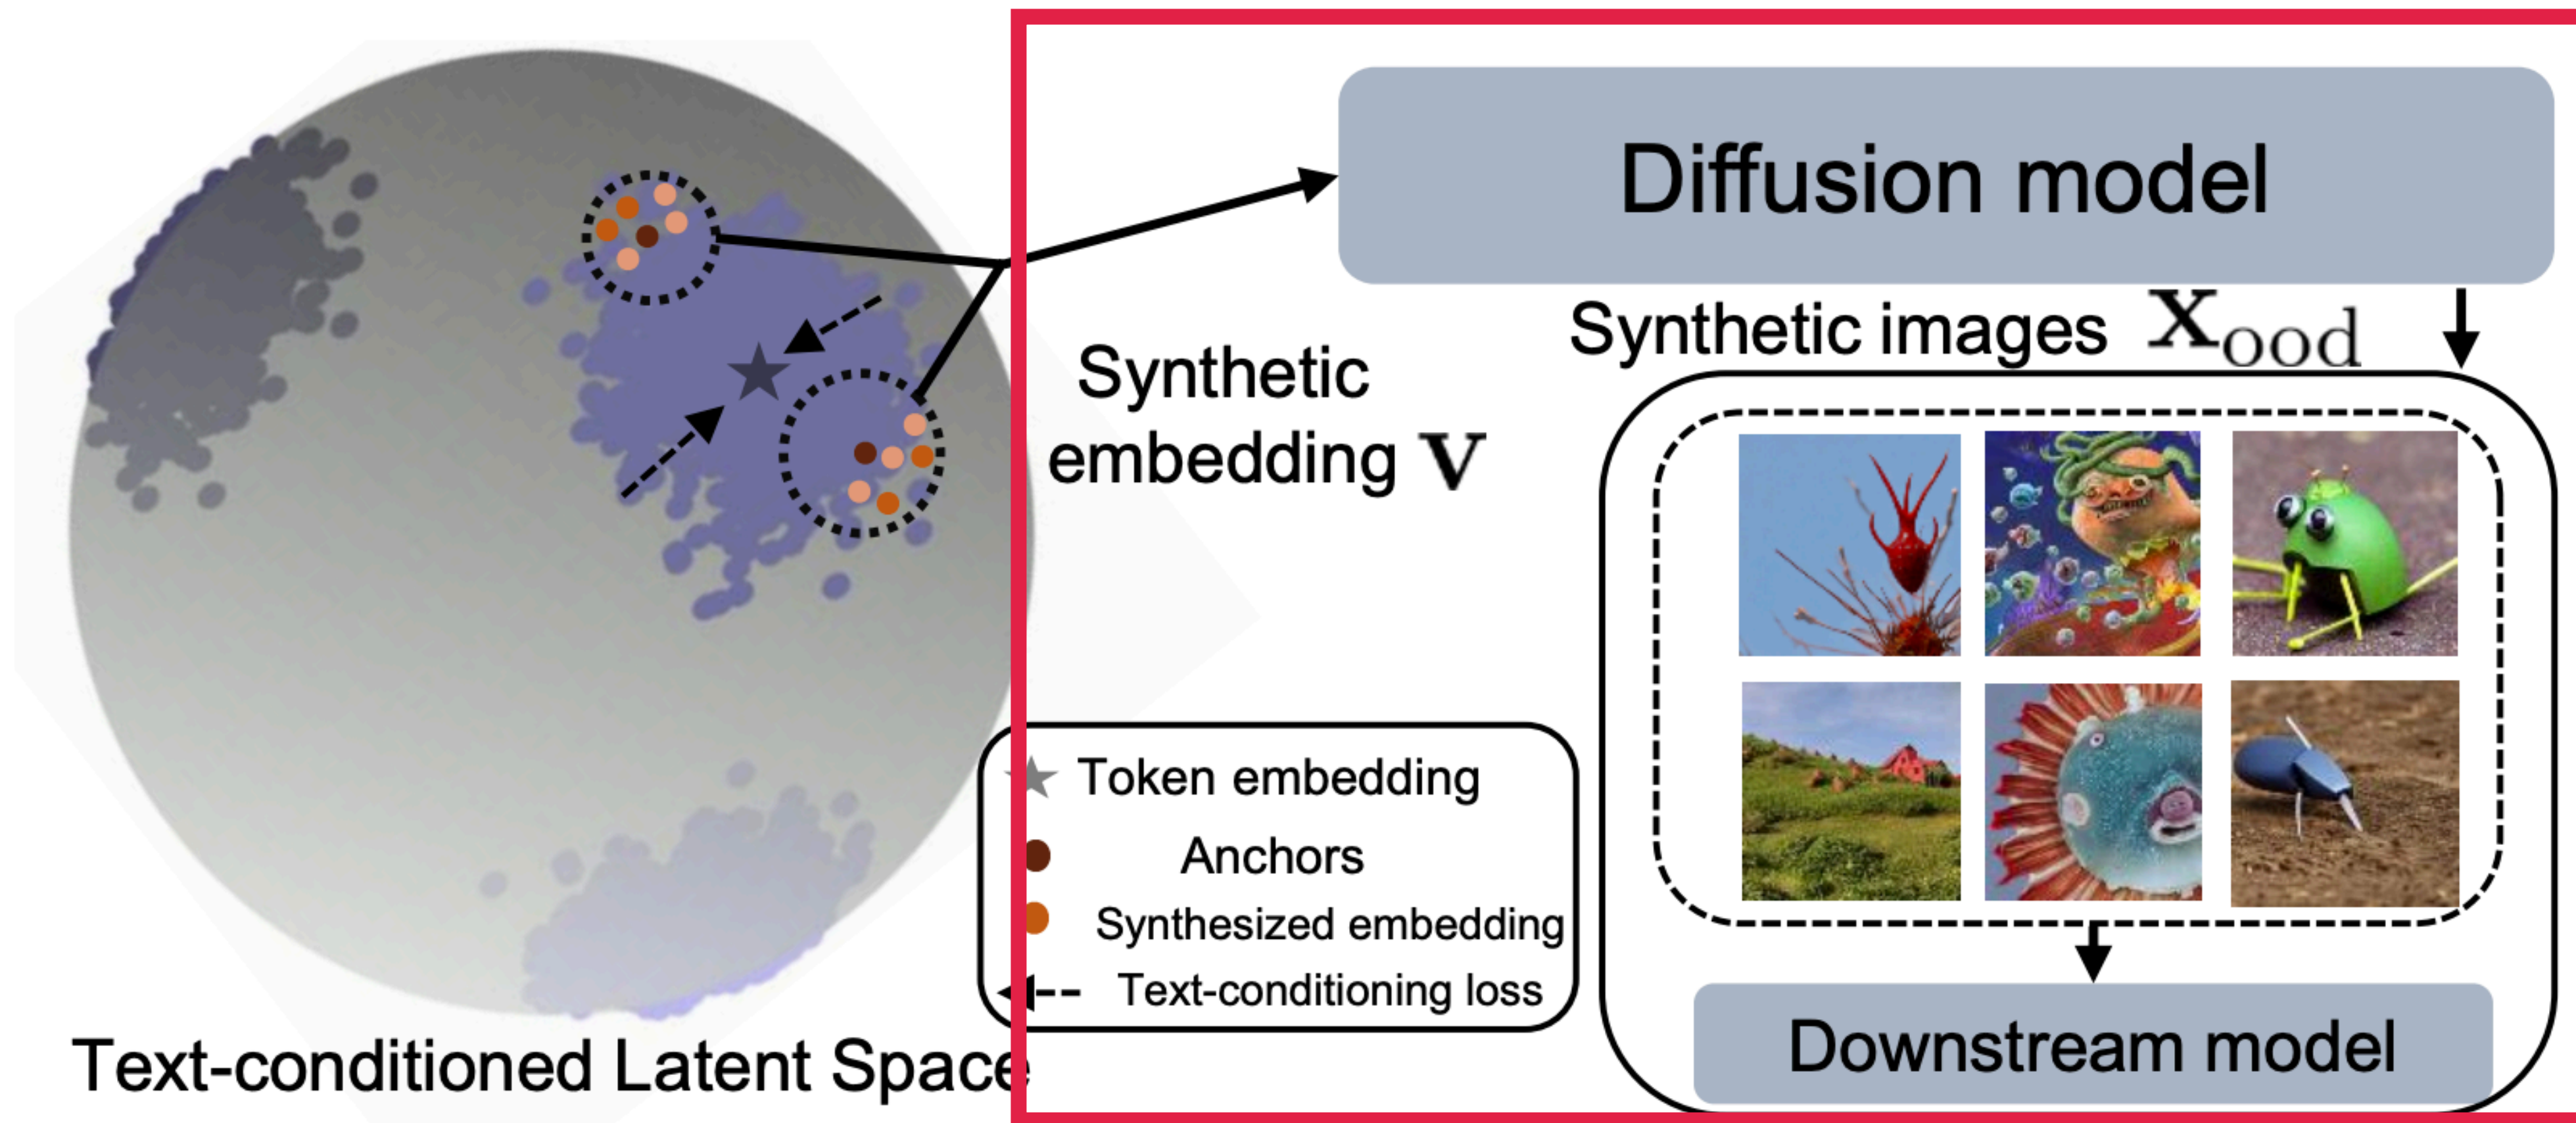 Diffusion model
Synthetic images x_ood
Synthetic
embedding v
Token embedding
Anchors
Synthesized embedding
Text-conditioning loss
Text-conditioned Latent Space
Downstream model